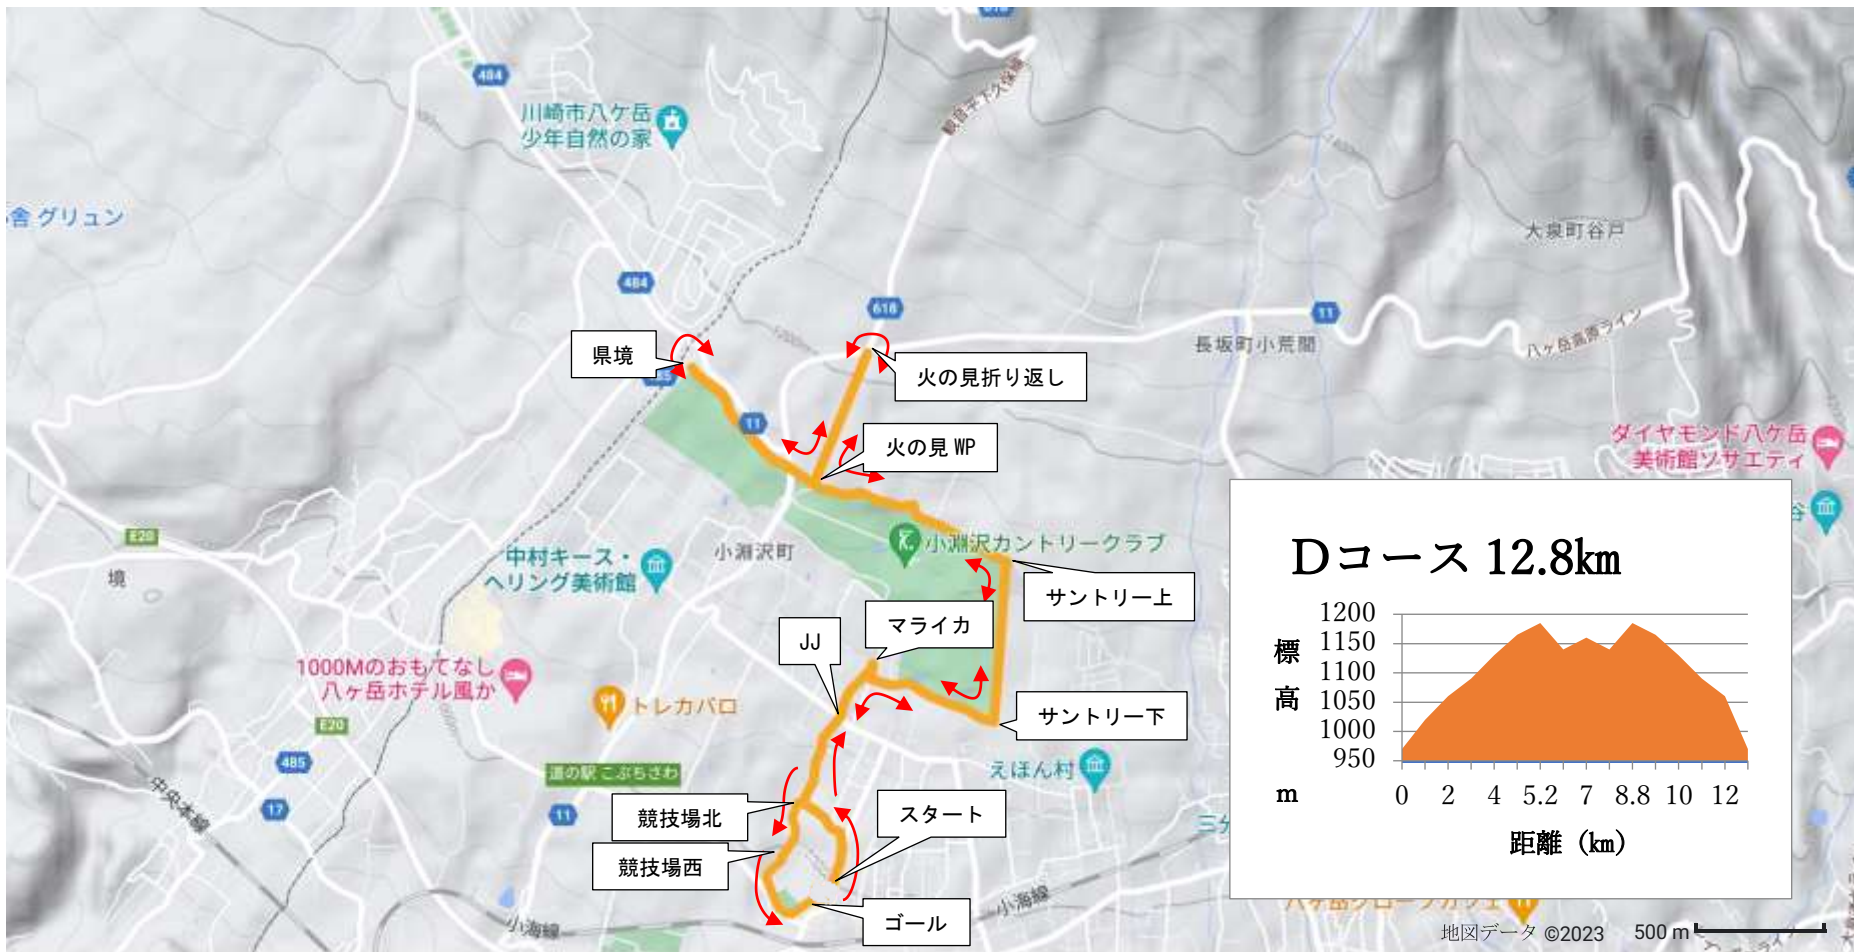 484
川崎市八ケ岳
少年自然の家
観音平下久保線
舎 グリュン
大泉町谷戸
484
618
11
長坂町小荒間
八ヶ岳高原ライン
県境
火の見折り返し
11
火の見 WP
ダイヤモンド八ケ岳
美術館ソサエティ
E20
境
中村キース・
ヘリング美術館
小淵沢町
小淵沢カントリークラブ
サントリー上
マライカ
JJ
1000Mのおもてなし
八ヶ岳ホテル風か
トレカバロ
サントリー下
E20
485
道の駅 こぶちさわ
えほん村
中央本線
17
11
競技場北
スタート
競技場西
ゴール
小海線
小海線
Dコース 12.8km
標高
m
1200
1150
1100
1050
1000
950
0 2 4 5.2 7 8.8 10 12
距離（km）
地図データ ©2023 500 m